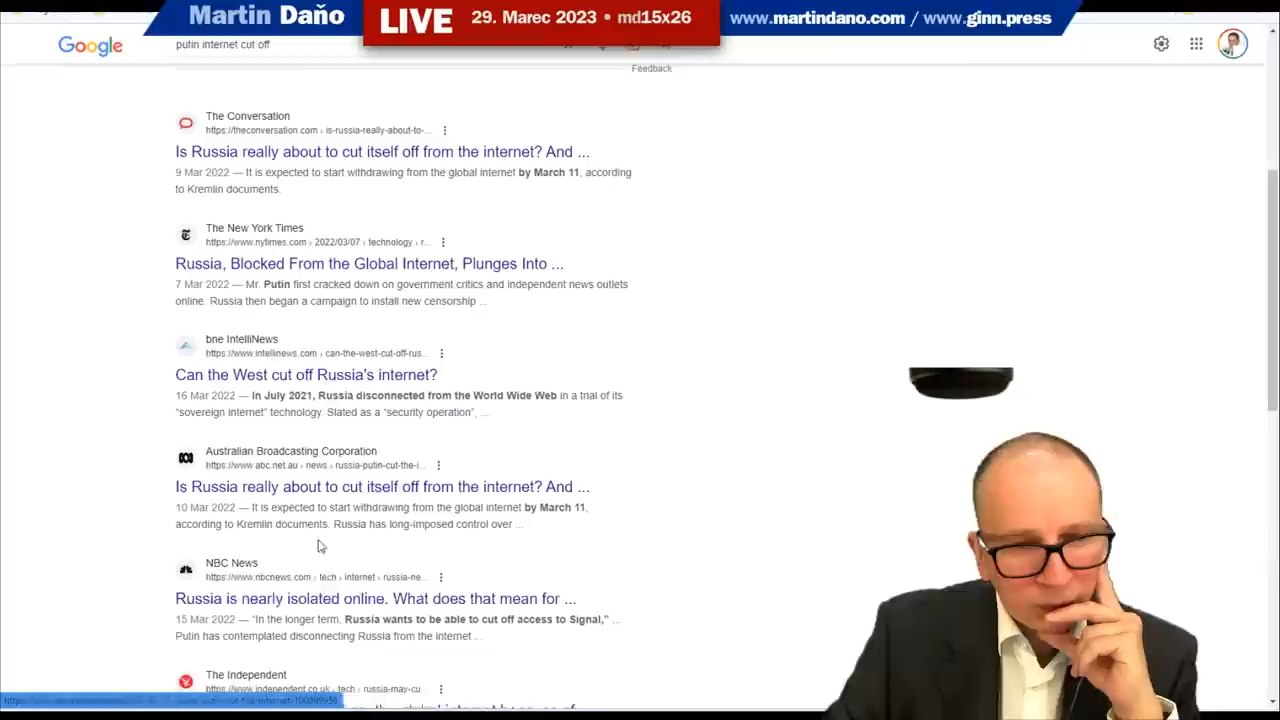 Martin Daňo
LIVE
29. Marec 2023 • md15x26
www.martindano.com / www.ginn.press
Google
putin internet cut off
Feedback
The Conversation
https://theconversation.com › is-russia-really-about-to-...
Is Russia really about to cut itself off from the internet? And ...
9 Mar 2022 — It is expected to start withdrawing from the global internet by March 11, according
to Kremlin documents.
The New York Times
https://www.nytimes.com › 2022/03/07 › technology › r...
Russia, Blocked From the Global Internet, Plunges Into ...
7 Mar 2022 — Mr. Putin first cracked down on government critics and independent news outlets
online. Russia then began a campaign to install new censorship ...
bne IntelliNews
https://www.intellinews.com › can-the-west-cut-off-rus...
Can the West cut off Russia's internet?
16 Mar 2022 — In July 2021, Russia disconnected from the World Wide Web in a trial of its
“sovereign internet” technology. Slated as a “security operation”, ...
Australian Broadcasting Corporation
https://www.abc.net.au › news › russia-putin-cut-the-i...
Is Russia really about to cut itself off from the internet? And ...
10 Mar 2022 — It is expected to start withdrawing from the global internet by March 11,
according to Kremlin documents. Russia has long-imposed control over ...
NBC News
https://www.nbcnews.com › tech › internet › russia-ne...
Russia is nearly isolated online. What does that mean for ...
15 Mar 2022 — “In the longer term, Russia wants to be able to cut off access to Signal,” ...
Putin has contemplated disconnecting Russia from the internet ...
The Independent
https://www.independent.co.uk › tech › russia-may-cu...